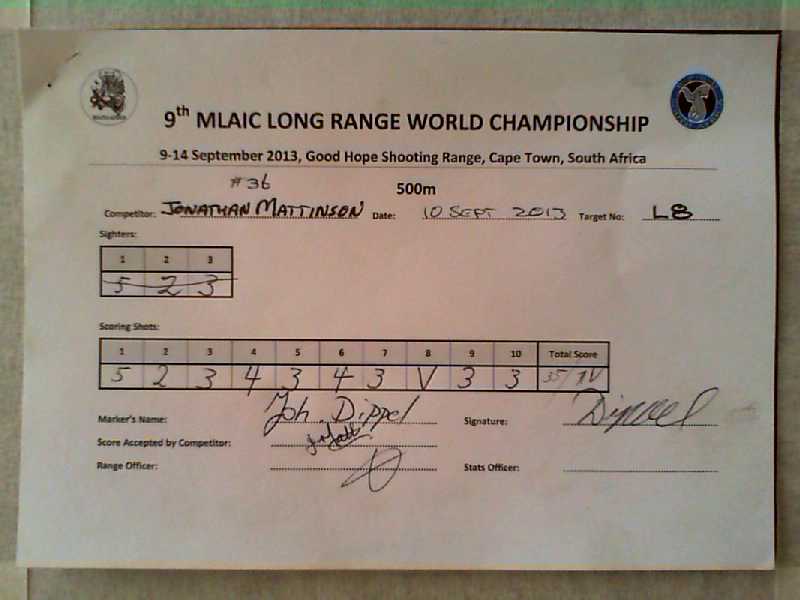 SOUTH AFRICA
9th MLAIC LONG RANGE WORLD CHAMPIONSHIP
9-14 September 2013, Good Hope Shooting Range, Cape Town, South Africa
#36
500m
Competitor: JONATHAN MATTINSON Date: 10 SEPT 2013 Target No: L8
Sighters:
1 2 3
5 2 3
Scoring Shots:
1 2 3 4 5 6 7 8 9 10 Total Score
5 2 3 4 3 4 3 V 3 3 35/1V
Marker's Name: Joh. Dippel Signature: Dippel
Score Accepted by Competitor:
Range Officer: Stats Officer: